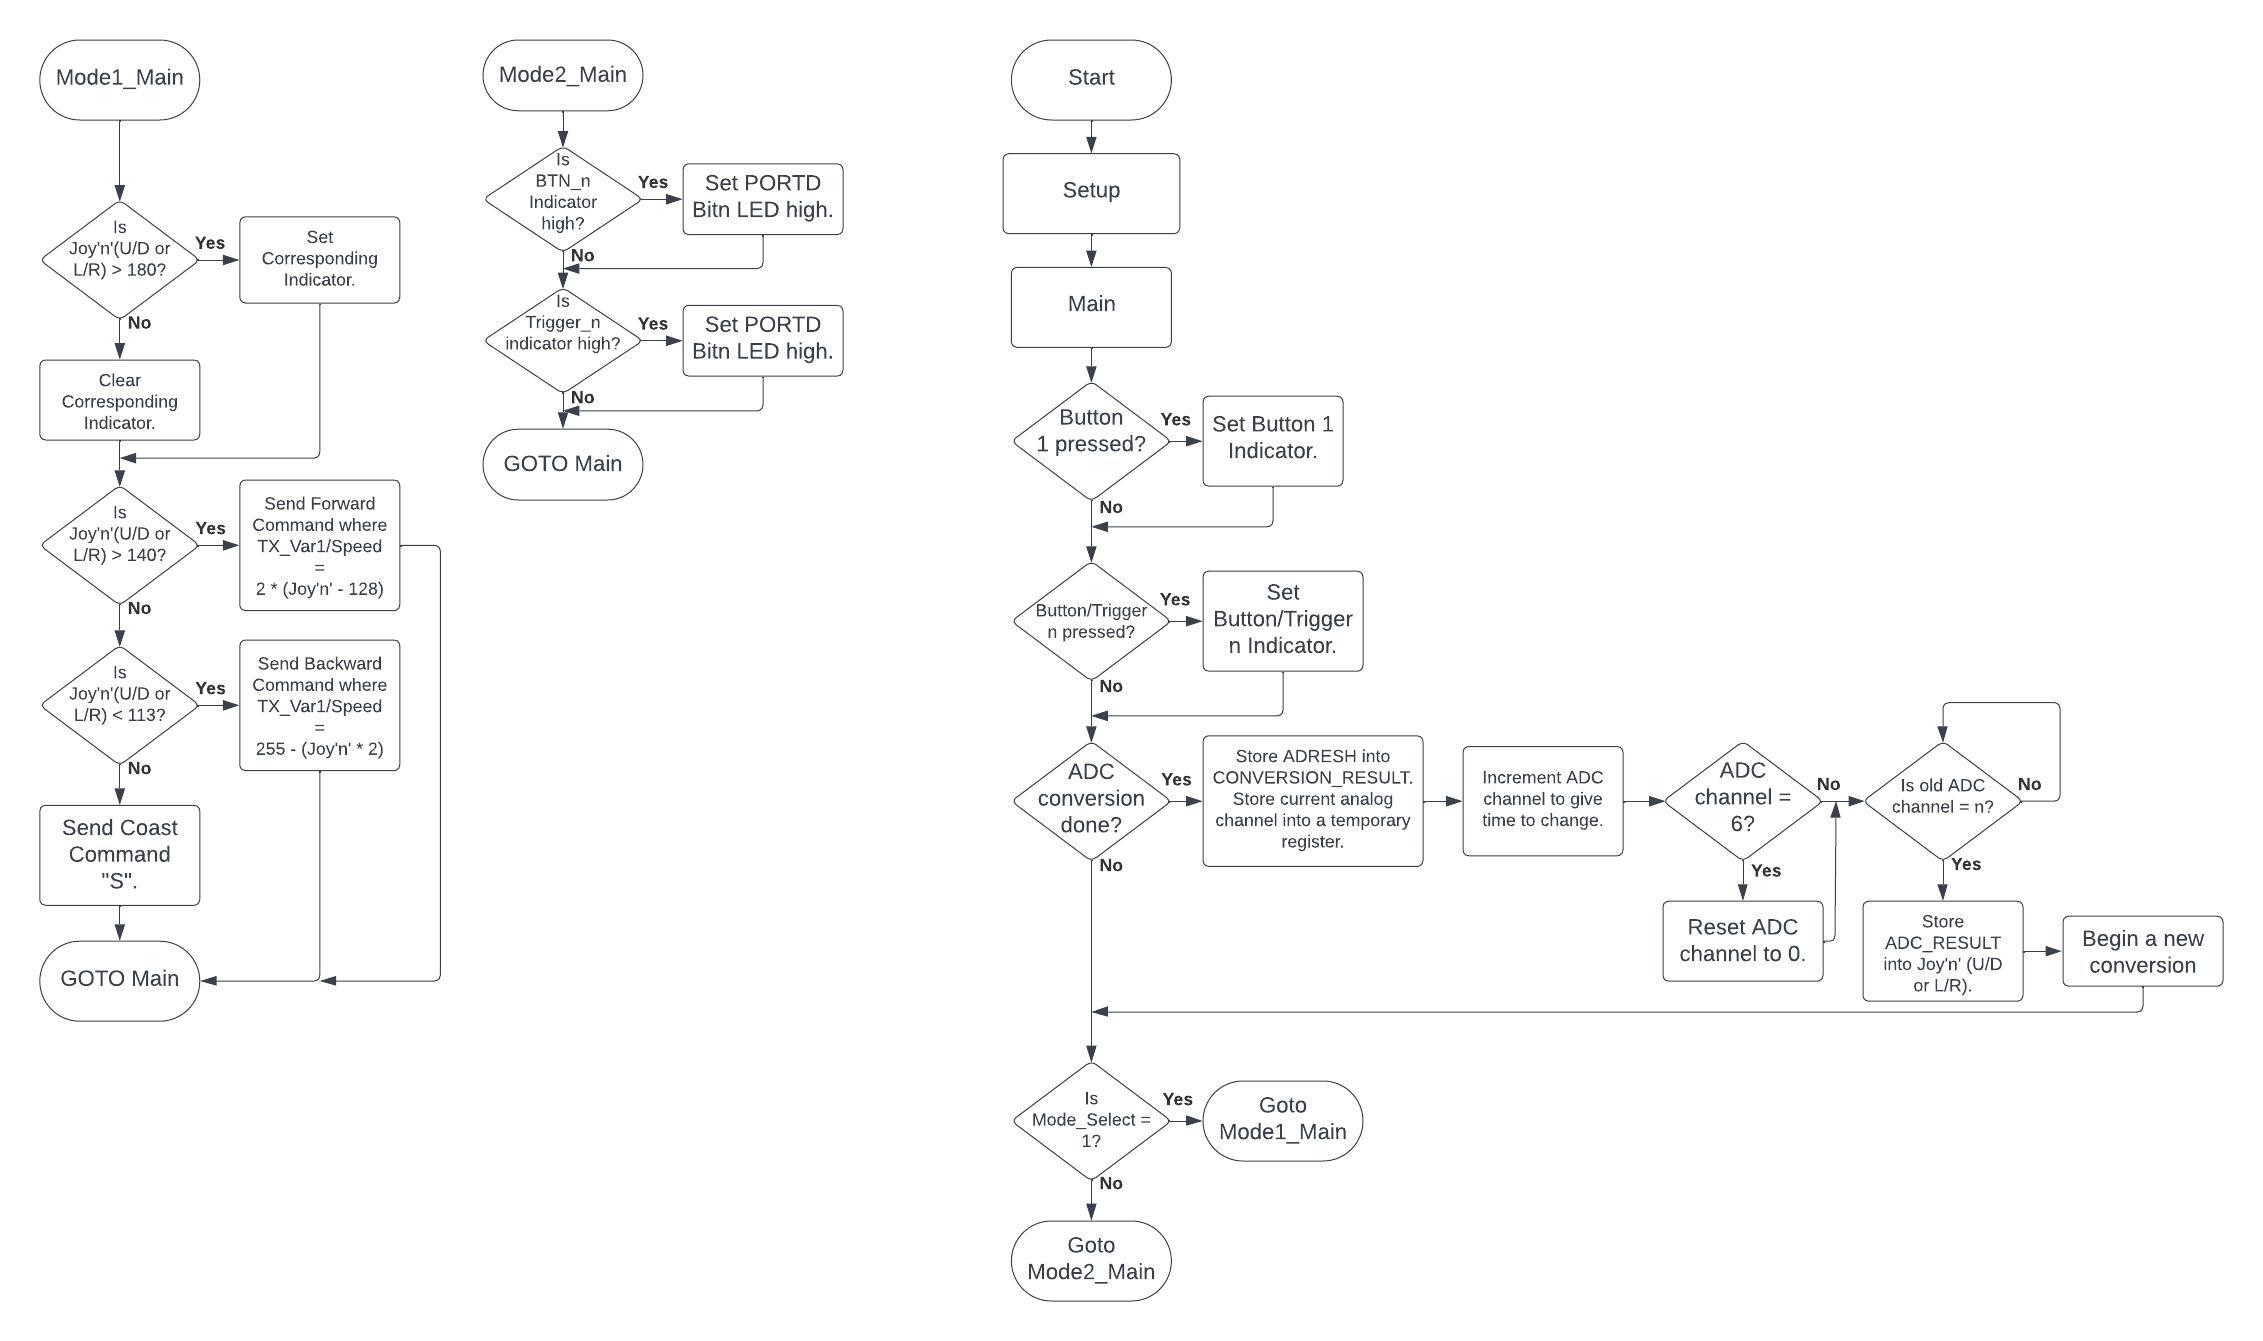 Mode1_Main
Is
Joy'n'(U/D or
L/R) > 180?
Yes
Set
Corresponding
Indicator.
No
Clear
Corresponding
Indicator.
Is
Joy'n'(U/D or
L/R) > 140?
Yes
Send Forward
Command where
TX_Var1/Speed
=
2 * (Joy'n' - 128)
No
Is
Joy'n'(U/D or
L/R) < 113?
Yes
Send Backward
Command where
TX_Var1/Speed
=
255 - (Joy'n' * 2)
No
Send Coast
Command
"S".
GOTO Main
Mode2_Main
Is
BTN_n
Indicator
high?
Yes
Set PORTD
Bitn LED high.
No
Is
Trigger_n
indicator high?
Yes
Set PORTD
Bitn LED high.
No
GOTO Main
Start
Setup
Main
Button
1 pressed?
Yes
Set Button 1
Indicator.
No
Button/Trigger
n pressed?
Yes
Set
Button/Trigger
n Indicator.
No
ADC
conversion
done?
Yes
Store ADRESH into
CONVERSION_RESULT.
Store current analog
channel into a temporary
register.
Increment ADC
channel to give
time to change.
ADC
channel =
6?
No
Yes
Reset ADC
channel to 0.
Is old ADC
channel = n?
No
Yes
Store
ADC_RESULT
into Joy'n' (U/D
or L/R).
Begin a new
conversion
No
Is
Mode_Select =
1?
Yes
Goto
Mode1_Main
No
Goto
Mode2_Main